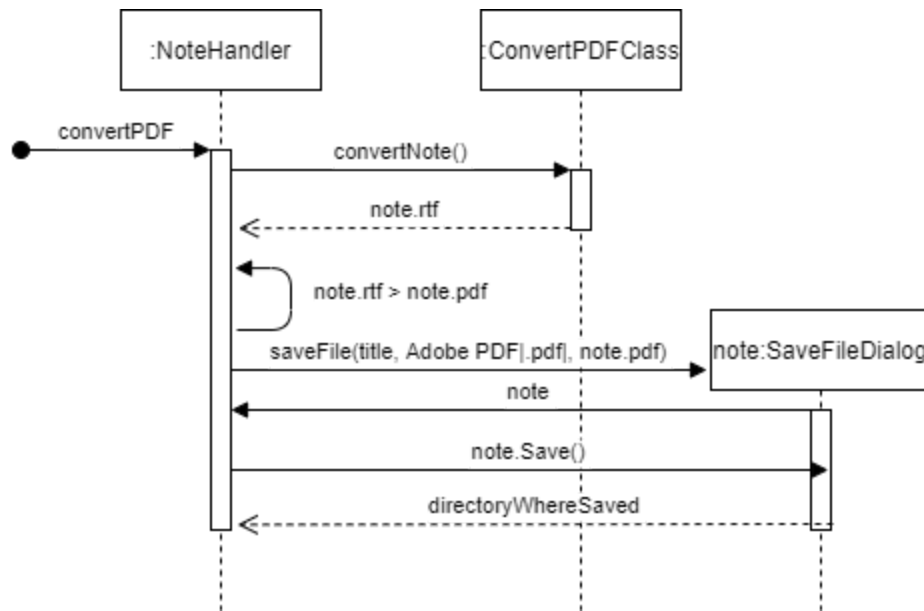 :NoteHandler
:ConvertPDFClass
convertPDF
convertNote()
note.rtf
note.rtf > note.pdf
note:SaveFileDialog
saveFile(title, Adobe PDF|.pdf|, note.pdf)
note
note.Save()
directoryWhereSaved